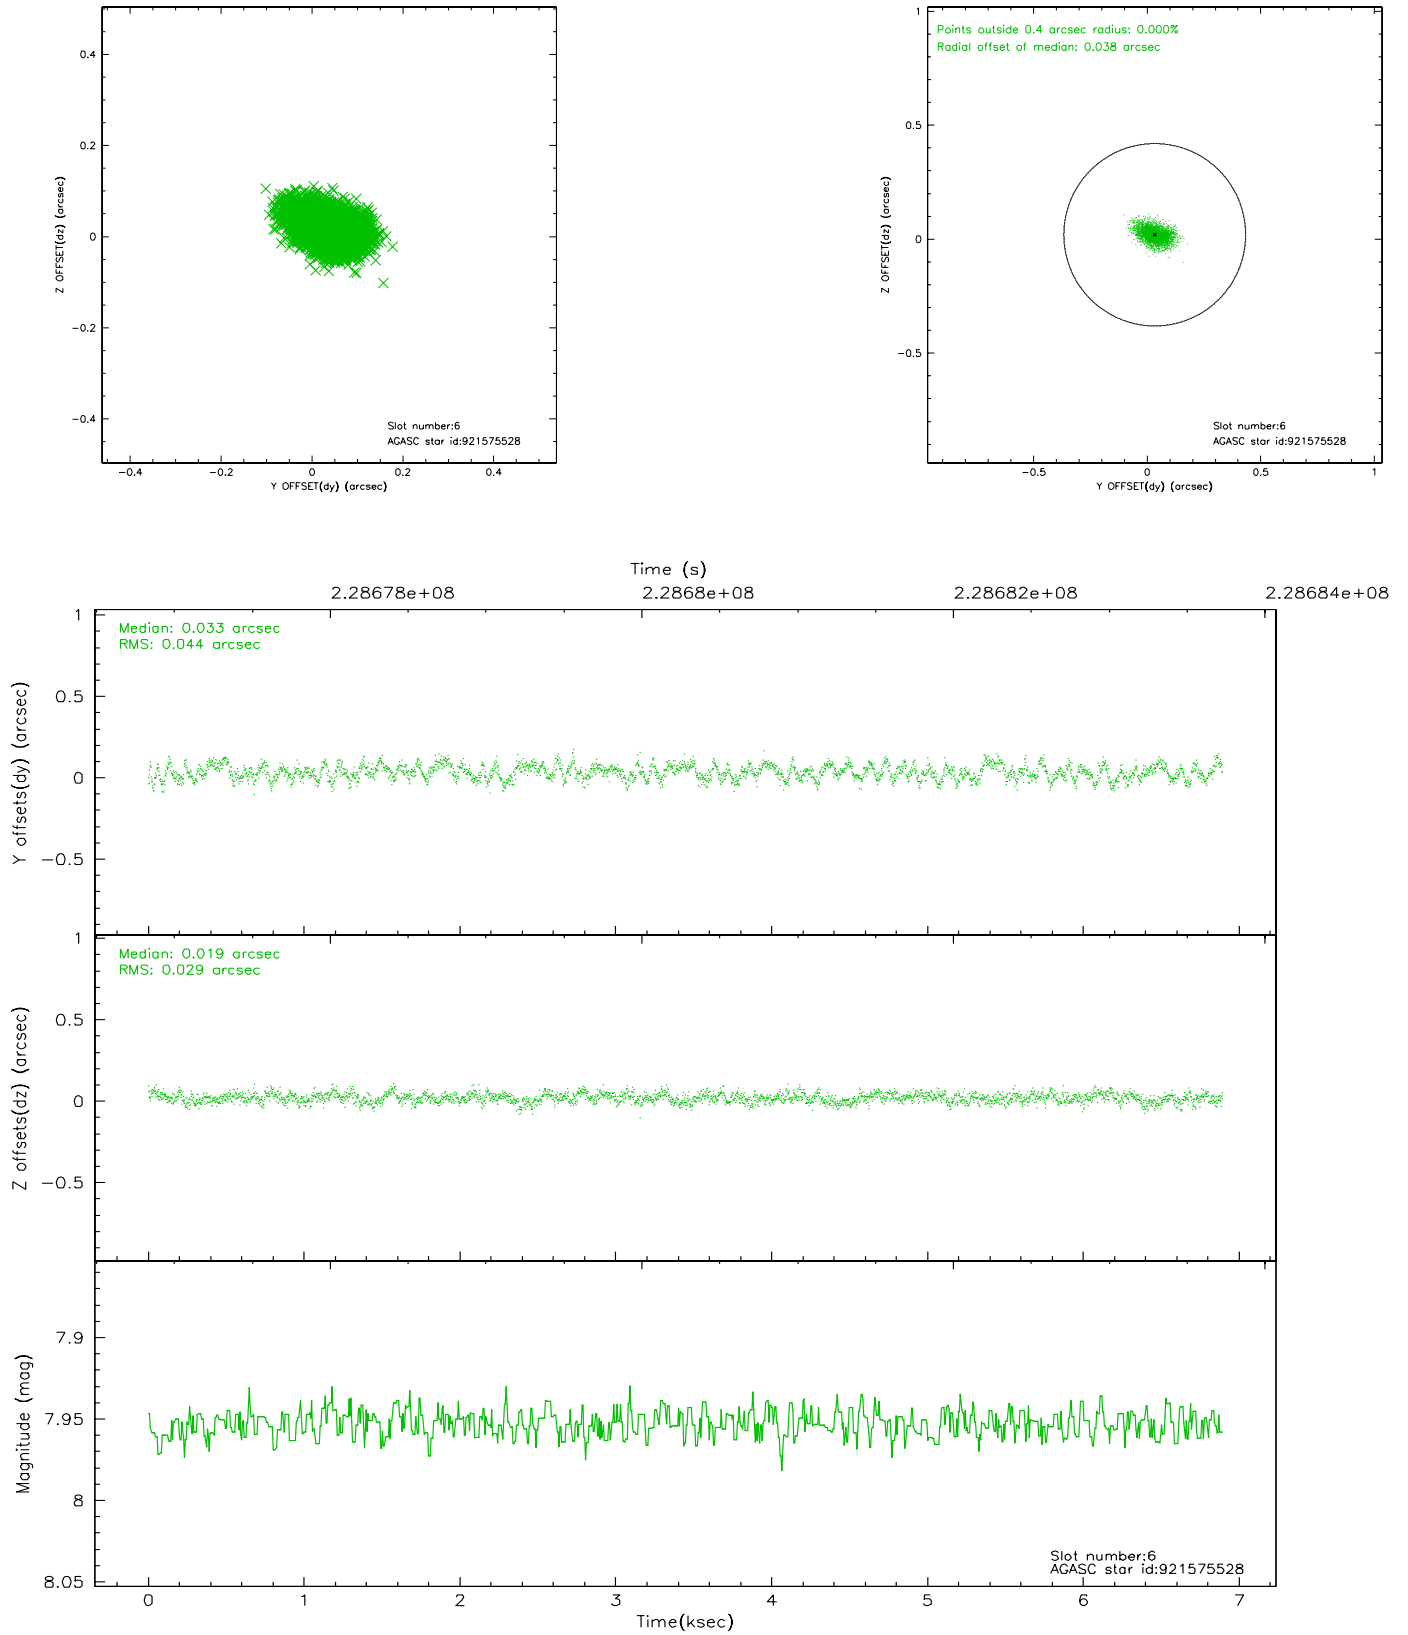 0.4
0.2
0
−0.2
−0.4
Z OFFSET(dz) (arcsec)
Slot number:6
AGASC star id:921575528
−0.4
−0.2
0
0.2
0.4
Y OFFSET(dy) (arcsec)
Points outside 0.4 arcsec radius: 0.000%
Radial offset of median: 0.038 arcsec
1
0.5
0
−0.5
Z OFFSET(dz) (arcsec)
Slot number:6
AGASC star id:921575528
−0.5
0
0.5
1
Y OFFSET(dy) (arcsec)
Time (s)
2.28678e+08
2.2868e+08
2.28682e+08
2.28684e+08
Median: 0.033 arcsec
RMS: 0.044 arcsec
1
0.5
0
−0.5
Y offsets(dy) (arcsec)
Median: 0.019 arcsec
RMS: 0.029 arcsec
1
0.5
0
−0.5
Z offsets(dz) (arcsec)
7.9
7.95
8
8.05
Magnitude (mag)
Slot number:6
AGASC star id:921575528
0
1
2
3
4
5
6
7
Time(ksec)